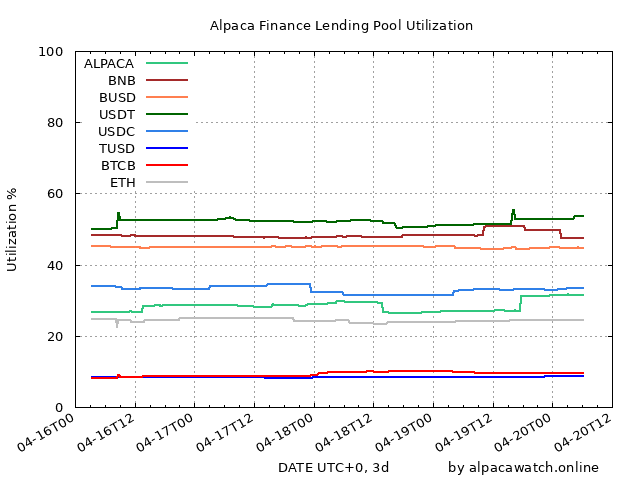 Alpaca Finance Lending Pool Utilization
Utilization %
100
80
60
40
20
0
ALPACA
BNB
BUSD
USDT
USDC
TUSD
BTCB
ETH
04-16T00
04-16T12
04-17T00
04-17T12
04-18T00
04-18T12
04-19T00
04-19T12
04-20T00
04-20T12
DATE UTC+0, 3d
by alpacawatch.online